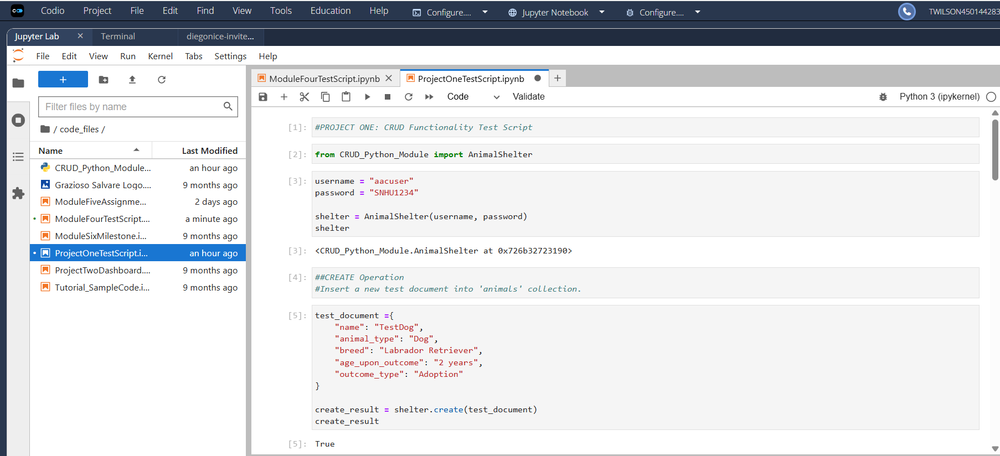 Codio Project File Edit Find View Tools Education Help Configure.... Jupyter Notebook Configure.... TWILSON450144283
Jupyter Lab Terminal diegonice-invite...
File Edit View Run Kernel Tabs Settings Help
ModuleFourTestScript.ipynb ProjectOneTestScript.ipynb
Code Validate Python 3 (ipykernel)
Filter files by name
/ code_files /
Name Last Modified
CRUD_Python_Module... an hour ago
Grazioso Salvare Logo.... 9 months ago
ModuleFiveAssignme... 2 days ago
ModuleFourTestScript.... a minute ago
ModuleSixMilestone.i... 9 months ago
ProjectOneTestScript.i... an hour ago
ProjectTwoDashboard.... 9 months ago
Tutorial_SampleCode.i... 9 months ago
[1]: #PROJECT ONE: CRUD Functionality Test Script
[2]: from CRUD_Python_Module import AnimalShelter
[3]: username = "aacuser"
password = "SNHU1234"
shelter = AnimalShelter(username, password)
shelter
[3]: <CRUD_Python_Module.AnimalShelter at 0x726b32723190>
[4]: ##CREATE Operation
#Insert a new test document into 'animals' collection.
[5]: test_document ={
"name": "TestDog",
"animal_type": "Dog",
"breed": "Labrador Retriever",
"age_upon_outcome": "2 years",
"outcome_type": "Adoption"
}
create_result = shelter.create(test_document)
create_result
[5]: True